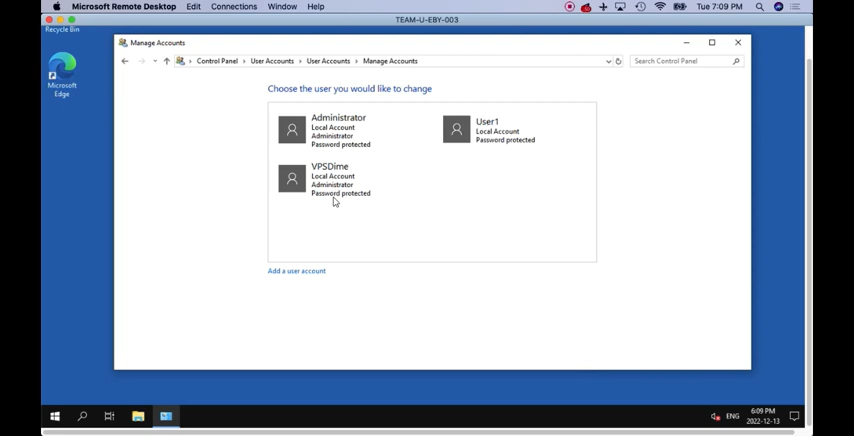 Microsoft Remote Desktop Edit Connections Window Help Tue 7:09 PM
TEAM-U-EBY-003
Recycle Bin
Manage Accounts
Control Panel User Accounts User Accounts Manage Accounts
Search Control Panel
Microsoft
Edge
Choose the user you would like to change
Administrator
Local Account
Administrator
Password protected
User1
Local Account
Password protected
VPSDime
Local Account
Administrator
Password protected
Add a user account
ENG
6:09 PM
2022-12-13